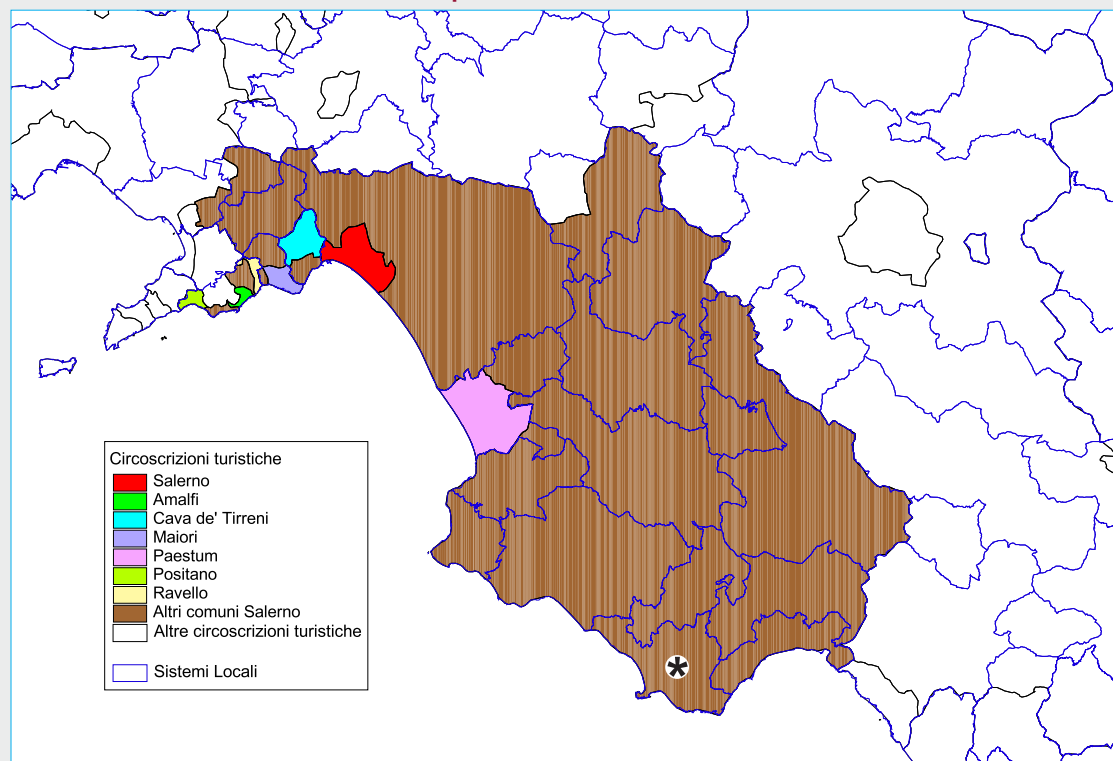 Circoscrizioni turistiche
Salerno
Amalfi
Cava de' Tirreni
Maiori
Paestum
Positano
Ravello
Altri comuni Salerno
Altre circoscrizioni turistiche
Sistemi Locali
*